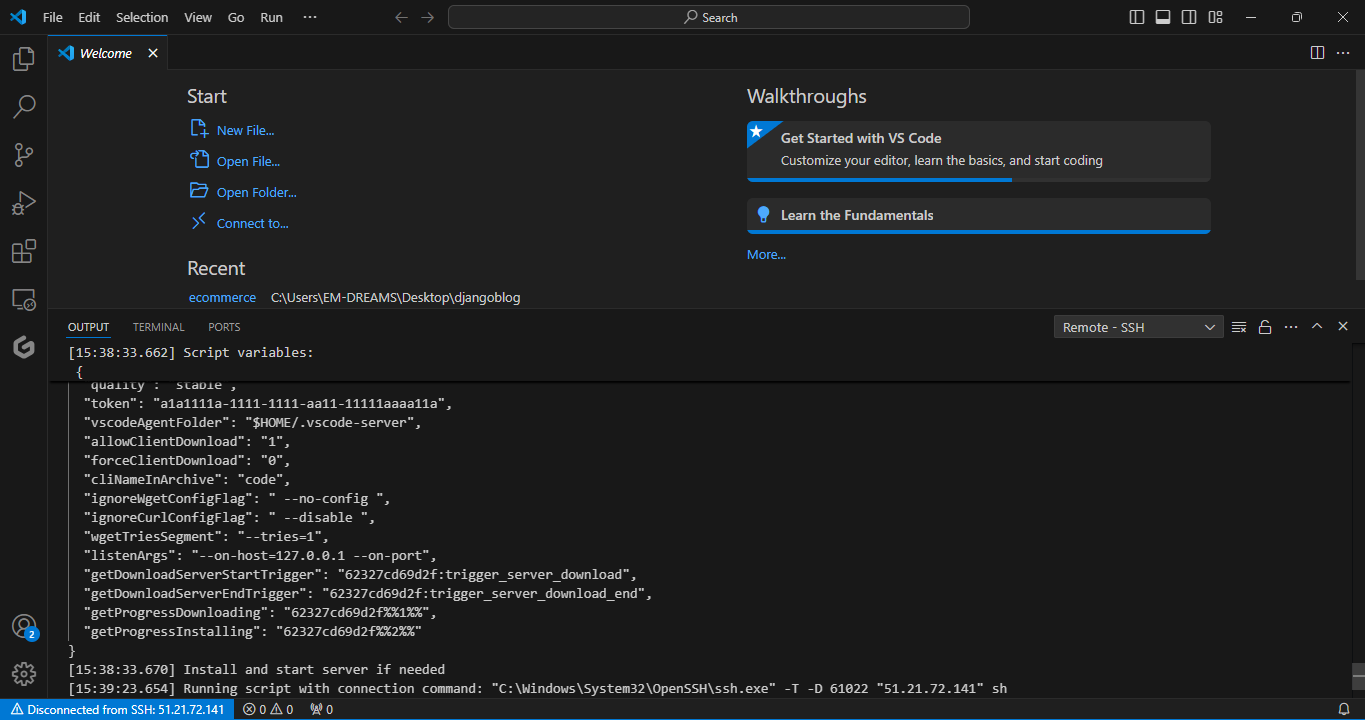 File Edit Selection View Go Run ···
Search
Welcome
Start
New File...
Open File...
Open Folder...
Connect to...
Recent
ecommerce C:\Users\EM-DREAMS\Desktop\djangoblog
Walkthroughs
Get Started with VS Code
Customize your editor, learn the basics, and start coding
Learn the Fundamentals
More...
OUTPUT TERMINAL PORTS
Remote - SSH
[15:38:33.662] Script variables:
{
"quality": "stable",
"token": "a1a1111a-1111-1111-aa11-11111aaaa11a",
"vscodeAgentFolder": "$HOME/.vscode-server",
"allowClientDownload": "1",
"forceClientDownload": "0",
"cliNameInArchive": "code",
"ignoreWgetConfigFlag": " --no-config ",
"ignoreCurlConfigFlag": " --disable ",
"wgetTriesSegment": "--tries=1",
"listenArgs": "--on-host=127.0.0.1 --on-port",
"getDownloadServerStartTrigger": "62327cd69d2f:trigger_server_download",
"getDownloadServerEndTrigger": "62327cd69d2f:trigger_server_download_end",
"getProgressDownloading": "62327cd69d2f%%1%%",
"getProgressInstalling": "62327cd69d2f%%2%%"
}
[15:38:33.670] Install and start server if needed
[15:39:23.654] Running script with connection command: "C:\Windows\System32\OpenSSH\ssh.exe" -T -D 61022 "51.21.72.141" sh
2
Disconnected from SSH: 51.21.72.141 0 0 0